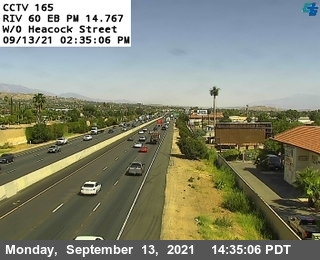 CCTV 165
RIV 60 EB PM 14.767
W/O Heacock Street
09/13/21 02:35:06 PM
Monday, September 13, 2021 14:35:06 PDT